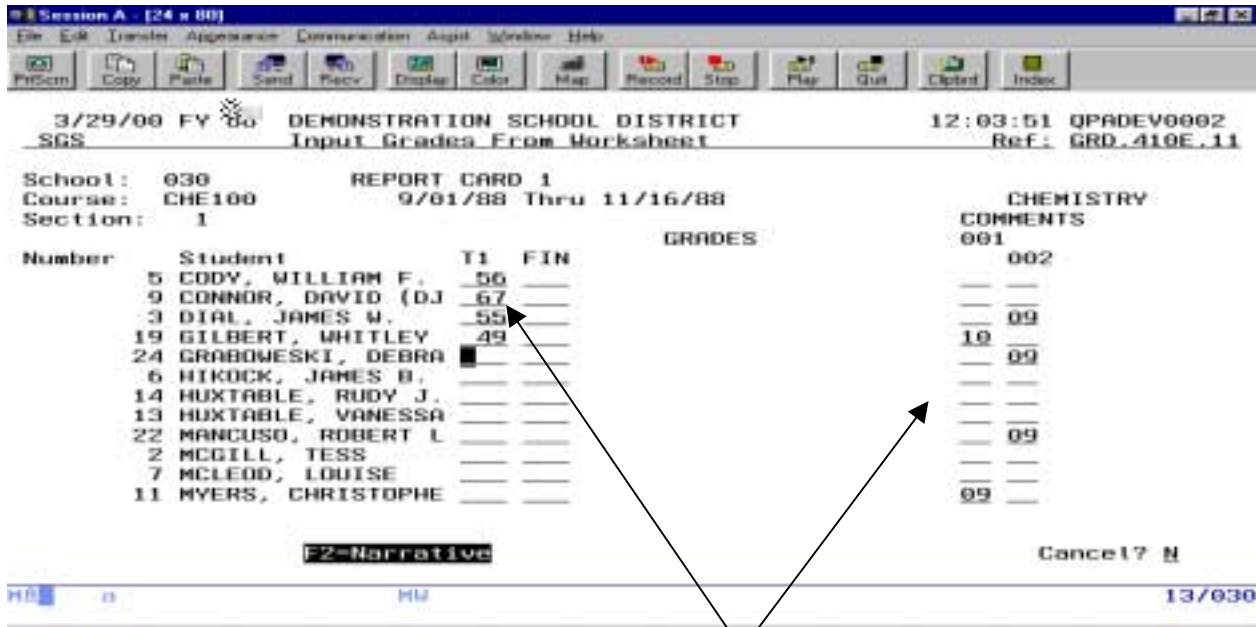 Session A - [24 x 80]
File Edit Transfer Appearance Communication Assist Window Help
PrtScrn Copy Paste Send Recv Display Color Map Record Stop Play Quit Clipbrd Index
3/29/00 FY 12:03:51 QPADEV0002
DEMONSTRATION SCHOOL DISTRICT
SGS Input Grades From Worksheet Ref: GRD.410E.11
School: 030 REPORT CARD 1
Course: CHE100 9/01/88 Thru 11/16/88 CHEMISTRY
Section: 1 COMMENTS
GRADES 001
Number Student T1 FIN 002
5 CODY, WILLIAM F. 56
9 CONNOR, DAVID (DJ 67
3 DIAL, JAMES W. 55 09
19 GILBERT, WHITLEY 49 10
24 GRABOWESKI, DEBRA 09
6 HIKOCK, JAMES B.
14 HUXTABLE, RUDY J.
13 HUXTABLE, VANESSA
22 MANCUSO, ROBERT L 09
2 MCGILL, TESS
7 MCLEOD, LOUISE
11 MYERS, CHRISTOPHE 09
F2=Narrative Cancel? N
MW 13/030